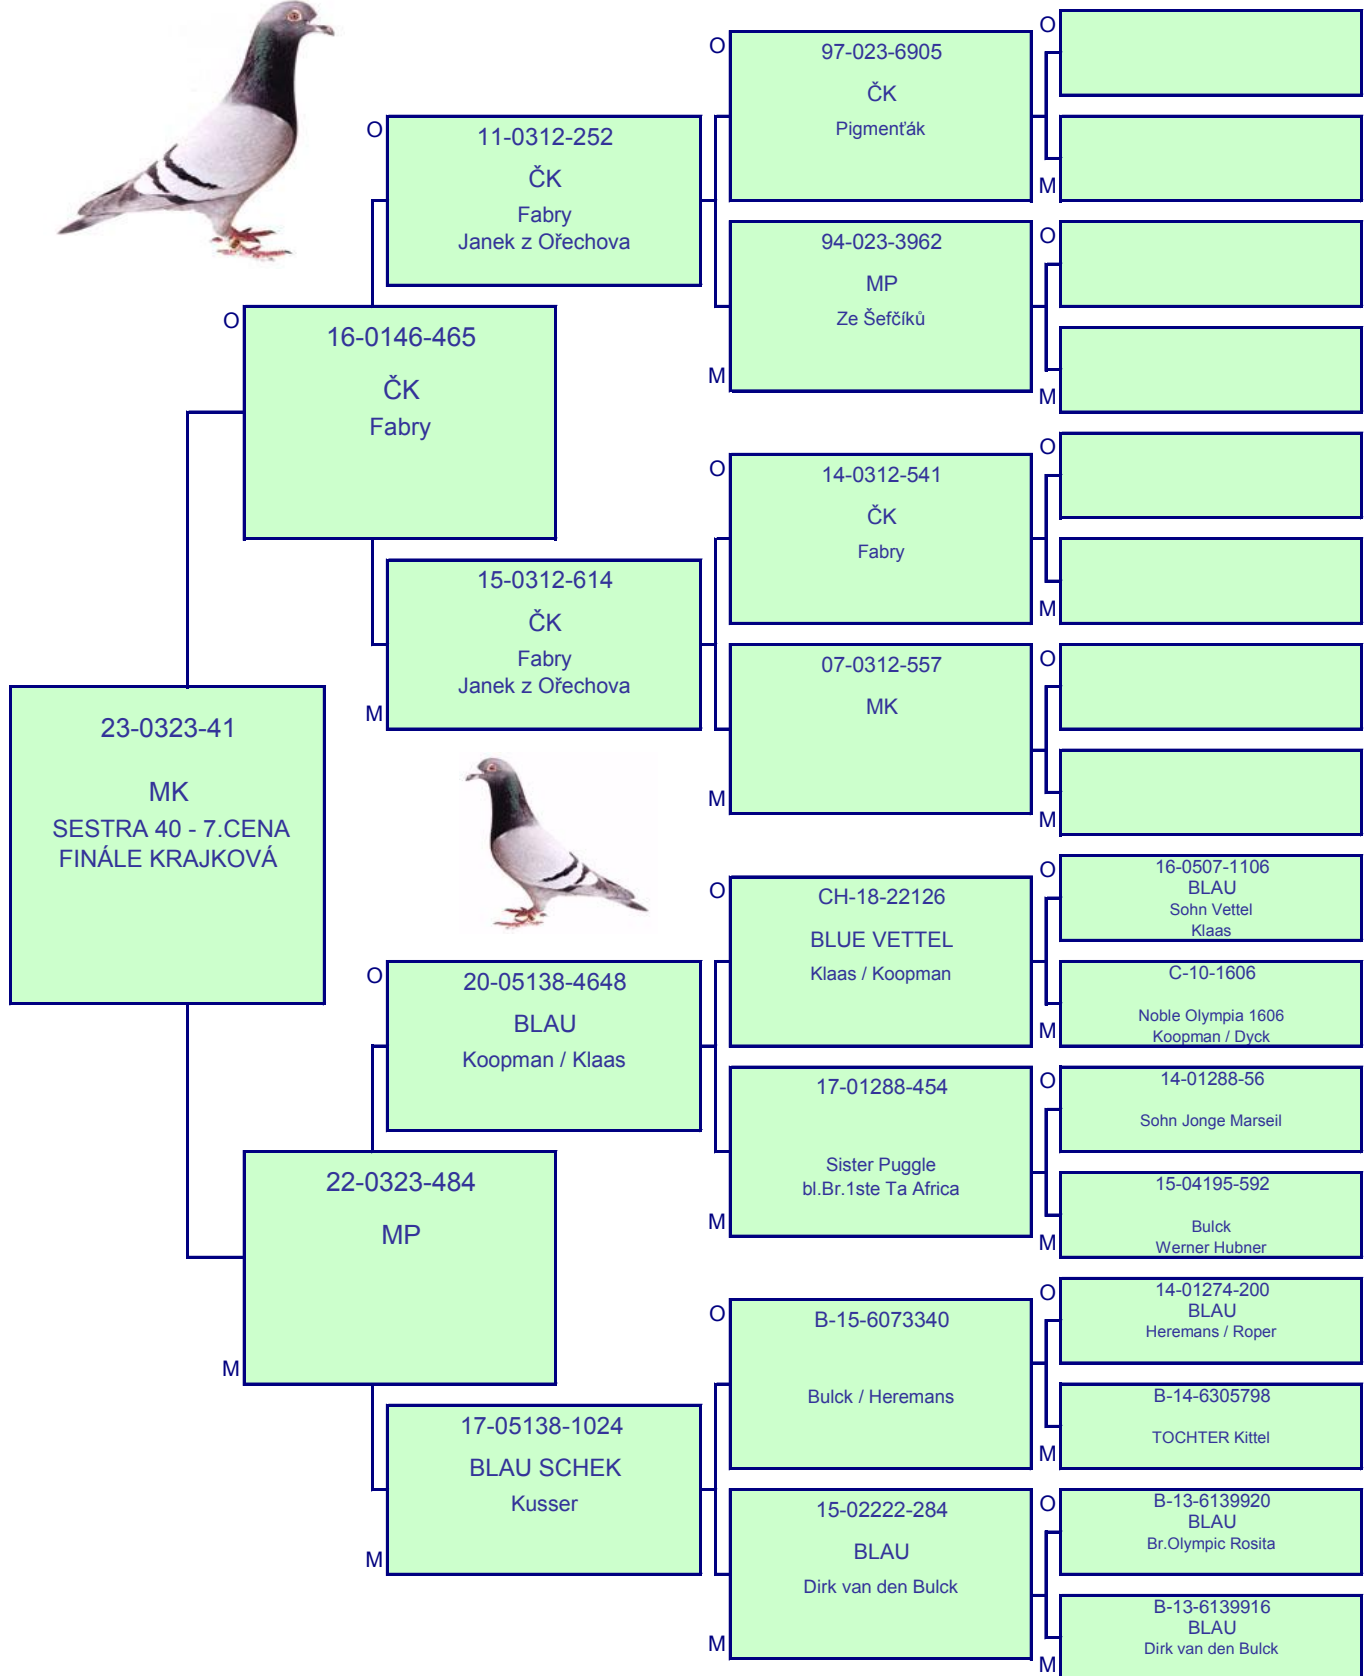 O
97-023-6905
ČK
Pigmenťák
O
M
O
11-0312-252
ČK
Fabry
Janek z Ořechova
M
94-023-3962
MP
Ze Šefčíků
O
M
O
16-0146-465
ČK
Fabry
O
14-0312-541
ČK
Fabry
O
M
M
15-0312-614
ČK
Fabry
Janek z Ořechova
M
07-0312-557
MK
O
M
23-0323-41
MK
SESTRA 40 - 7.CENA
FINÁLE KRAJKOVÁ
O
CH-18-22126
BLUE VETTEL
Klaas / Koopman
O
16-0507-1106
BLAU
Sohn Vettel
Klaas
M
C-10-1606
Noble Olympia 1606
Koopman / Dyck
O
20-05138-4648
BLAU
Koopman / Klaas
M
17-01288-454
Sister Puggle
bl.Br.1ste Ta Africa
O
14-01288-56
Sohn Jonge Marseil
M
15-04195-592
Bulck
Werner Hubner
M
22-0323-484
MP
O
B-15-6073340
Bulck / Heremans
O
14-01274-200
BLAU
Heremans / Roper
M
B-14-6305798
TOCHTER Kittel
M
17-05138-1024
BLAU SCHEK
Kusser
M
15-02222-284
BLAU
Dirk van den Bulck
O
B-13-6139920
BLAU
Br.Olympic Rosita
M
B-13-6139916
BLAU
Dirk van den Bulck